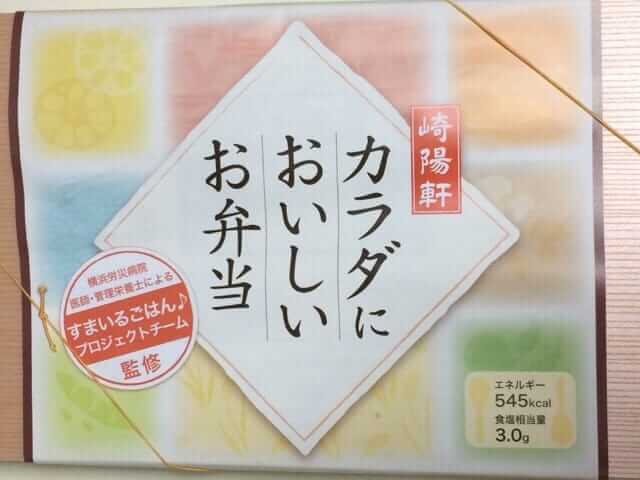 崎陽軒
カラダに
おいしい
お弁当
横浜労災病院
医師・管理栄養士による
すまいるごはん♪
プロジェクトチーム
監修
エネルギー
545kcal
食塩相当量
3.0g